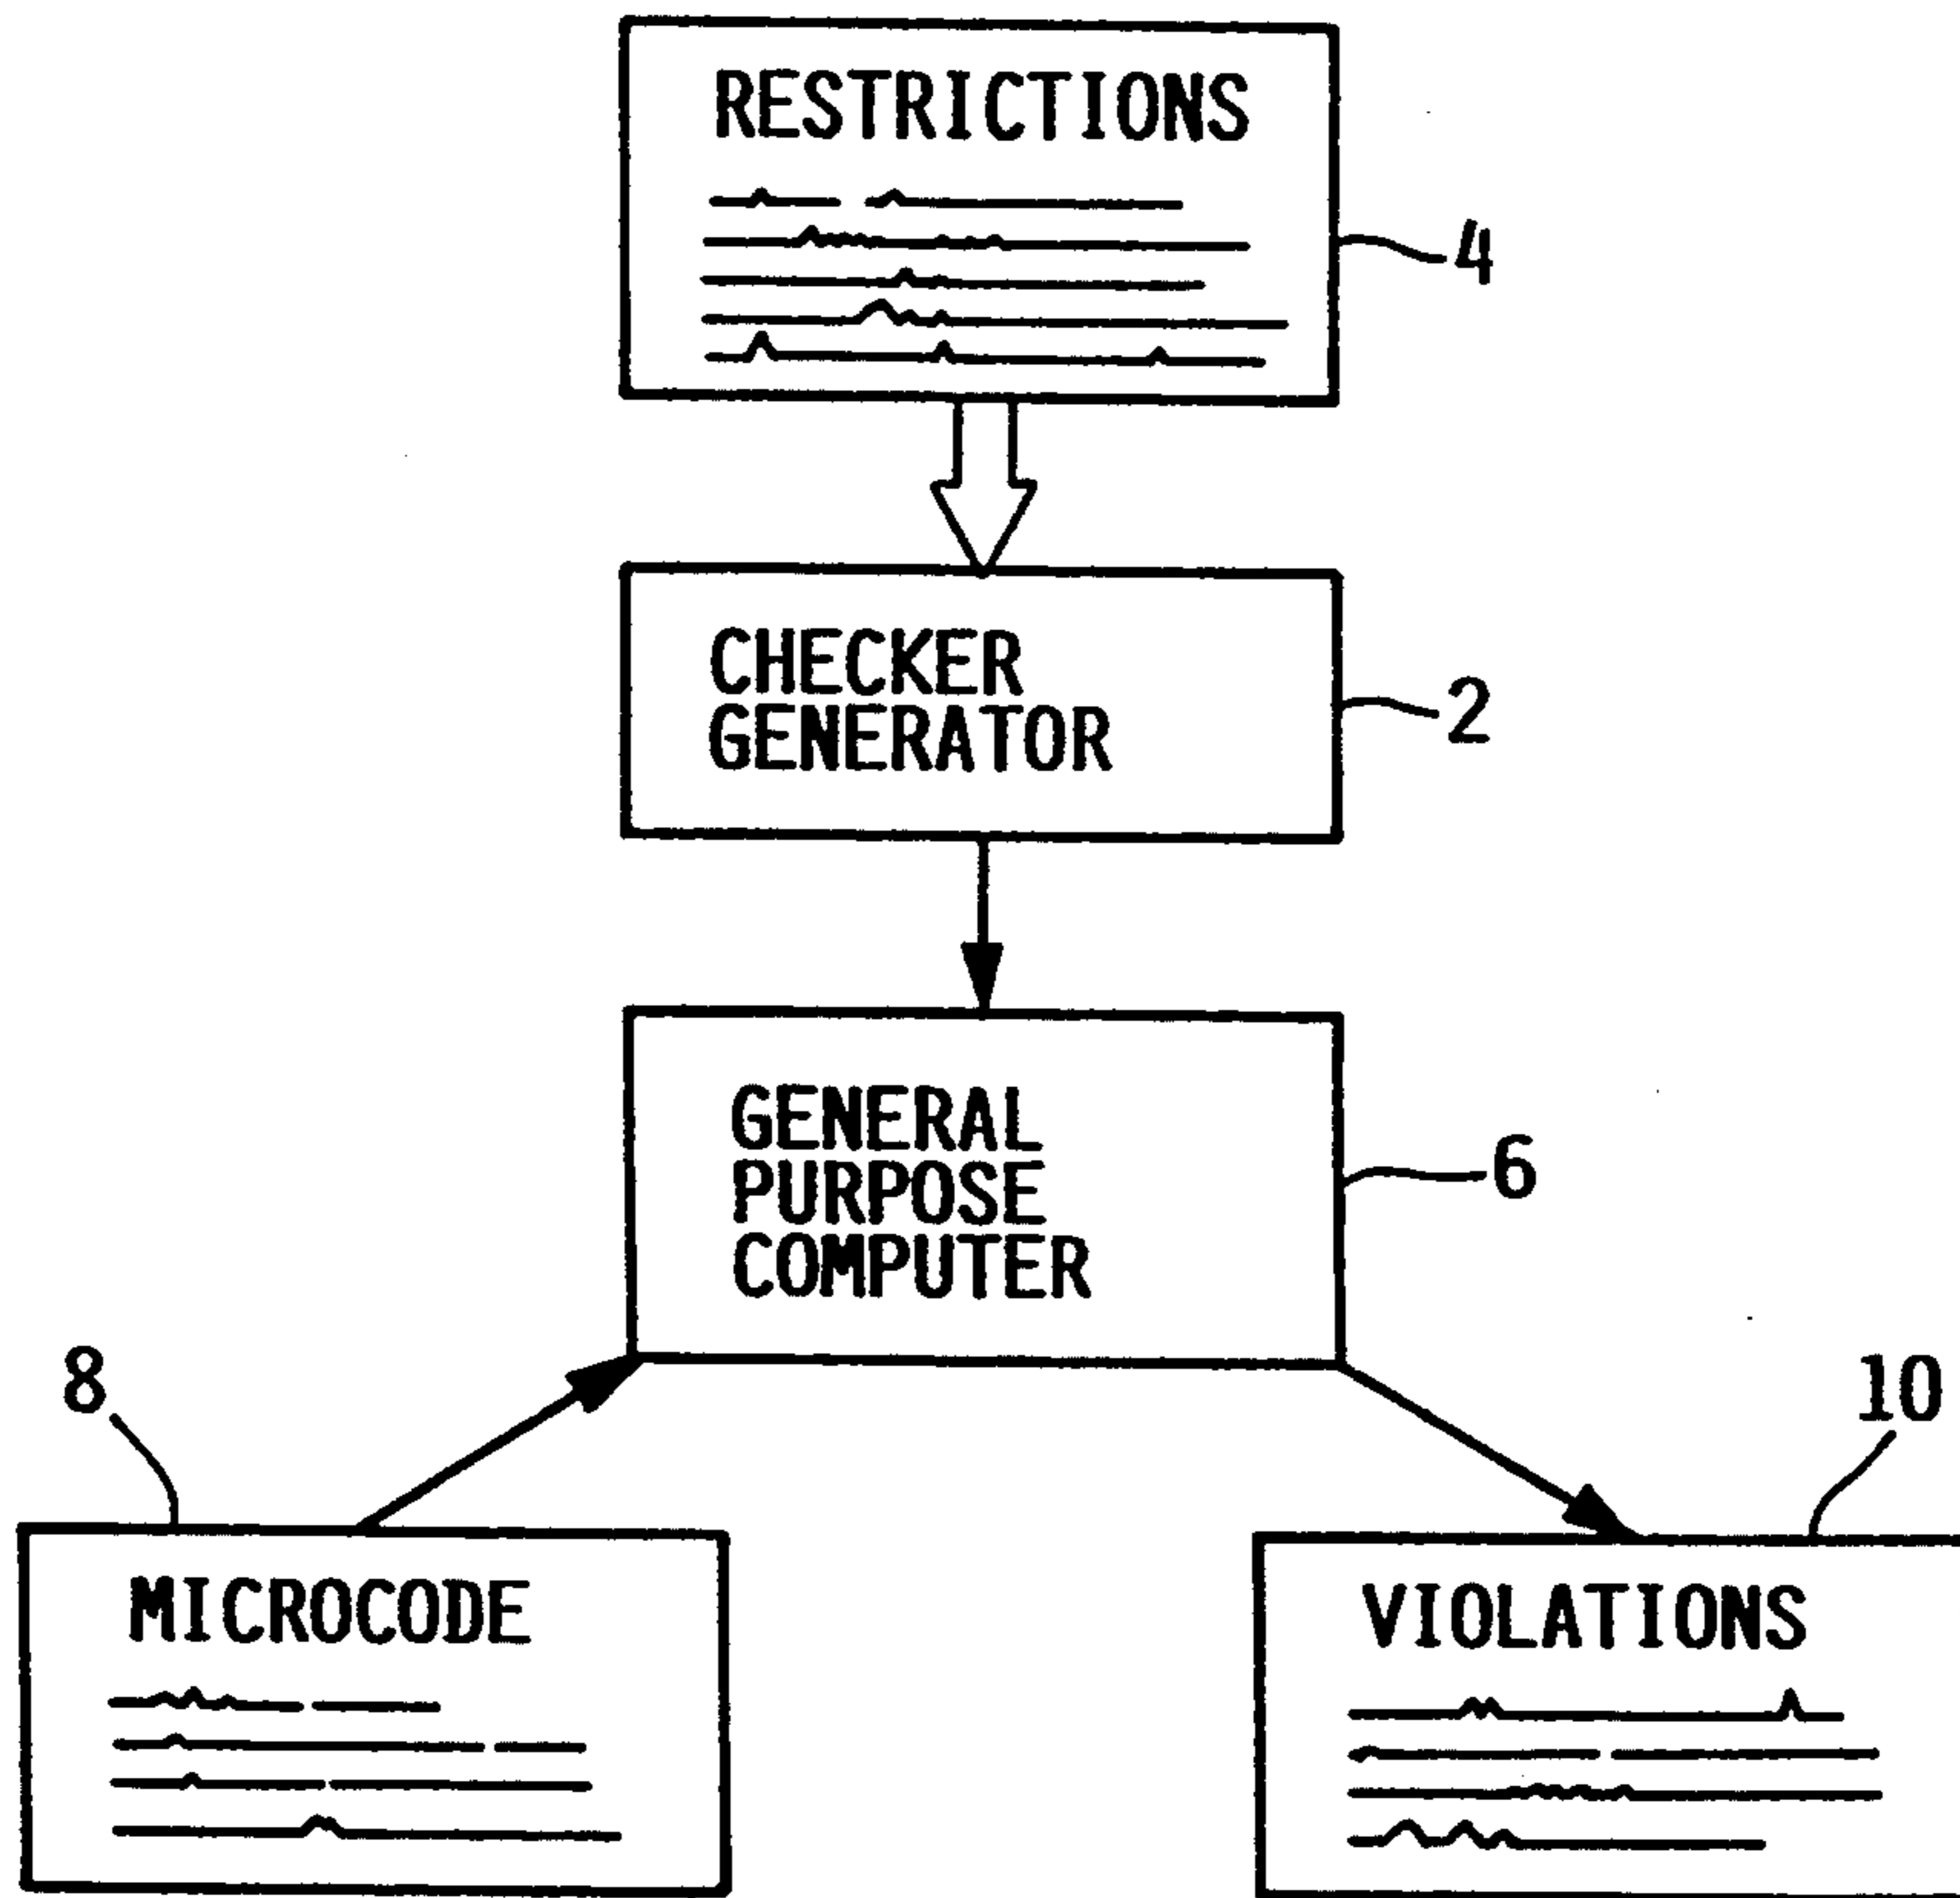 RESTRICTIONS
4
CHECKER
GENERATOR
2
GENERAL
PURPOSE
COMPUTER
6
8
10
MICROCODE
VIOLATIONS